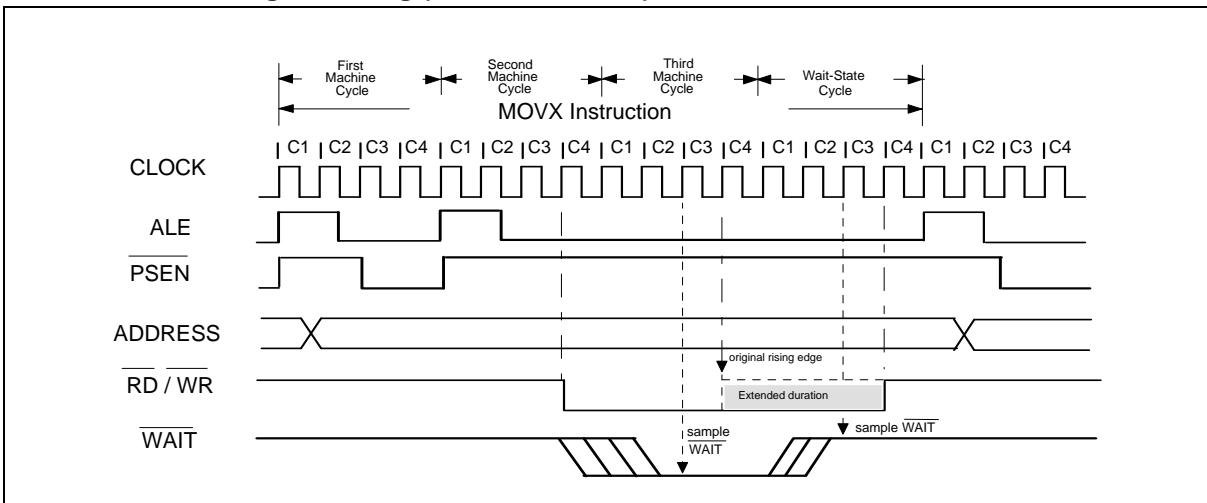 First Machine Cycle
Second Machine Cycle
Third Machine Cycle
Wait-State Cycle
MOVX Instruction
C1 C2 C3 C4 C1 C2 C3 C4 C1 C2 C3 C4 C1 C2 C3 C4 C1 C2 C3 C4
CLOCK
ALE
PSEN
ADDRESS
original rising edge
RD / WR
Extended duration
sample WAIT
sample WAIT
WAIT